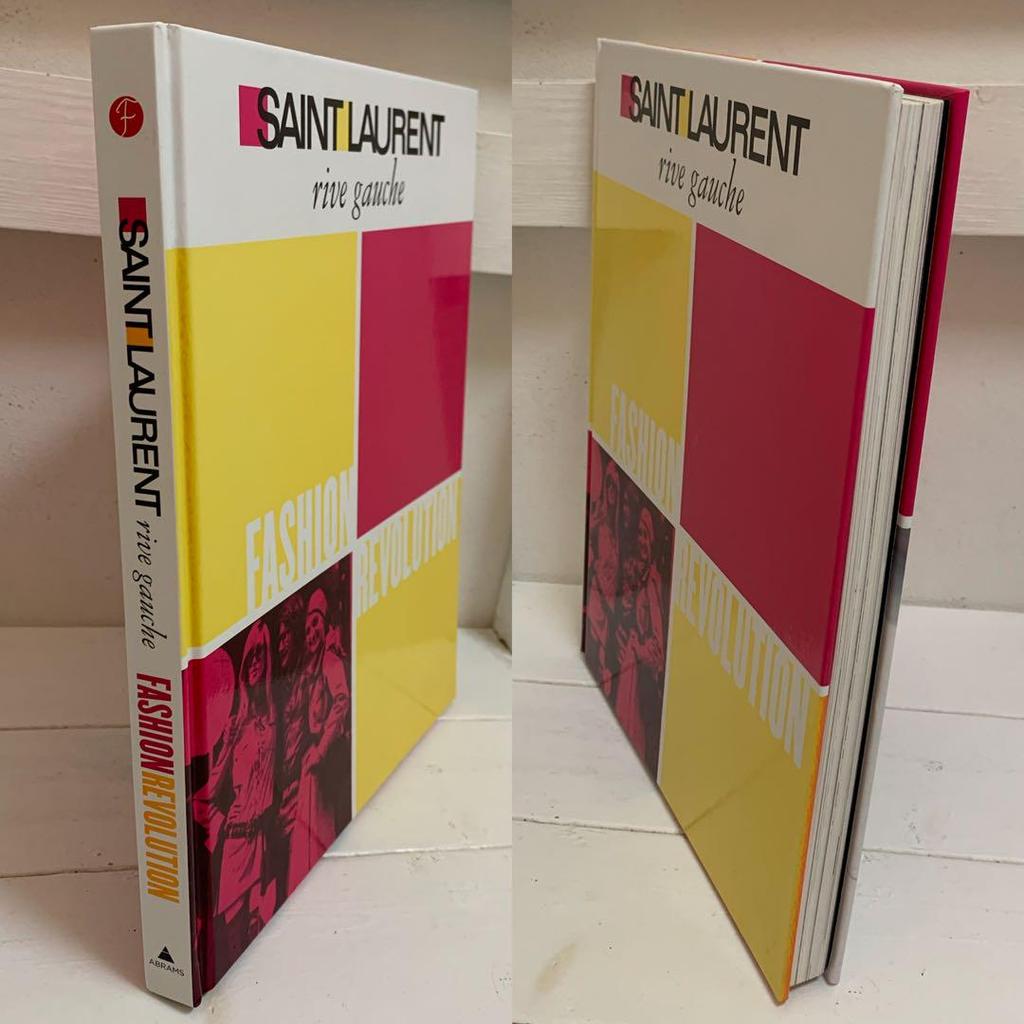 F
SAINT LAURENT rive gauche FASHION REVOLUTION
ABRAMS
SAINT LAURENT
rive gauche
FASHION
REVOLUTION
SAINT LAURENT
rive gauche
FASHION
REVOLUTION